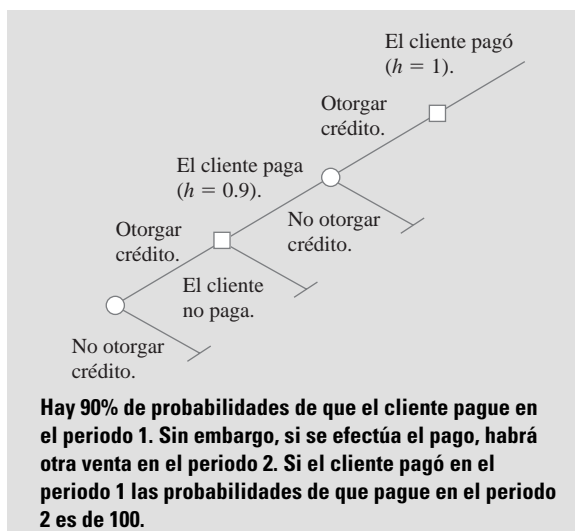 El cliente pagó
(h = 1).
Otorgar
crédito.
El cliente paga
(h = 0.9).
No otorgar
crédito.
Otorgar
crédito.
El cliente
no paga.
No otorgar
crédito.
Hay 90% de probabilidades de que el cliente pague en
el periodo 1. Sin embargo, si se efectúa el pago, habrá
otra venta en el periodo 2. Si el cliente pagó en el
periodo 1 las probabilidades de que pague en el periodo
2 es de 100.